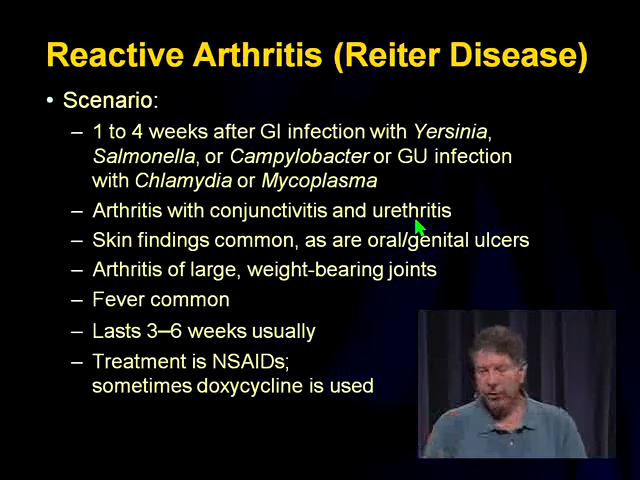 Reactive Arthritis (Reiter Disease)
• Scenario:
– 1 to 4 weeks after GI infection with Yersinia,
Salmonella, or Campylobacter or GU infection
with Chlamydia or Mycoplasma
– Arthritis with conjunctivitis and urethritis
– Skin findings common, as are oral/genital ulcers
– Arthritis of large, weight-bearing joints
– Fever common
– Lasts 3–6 weeks usually
– Treatment is NSAIDs;
sometimes doxycycline is used